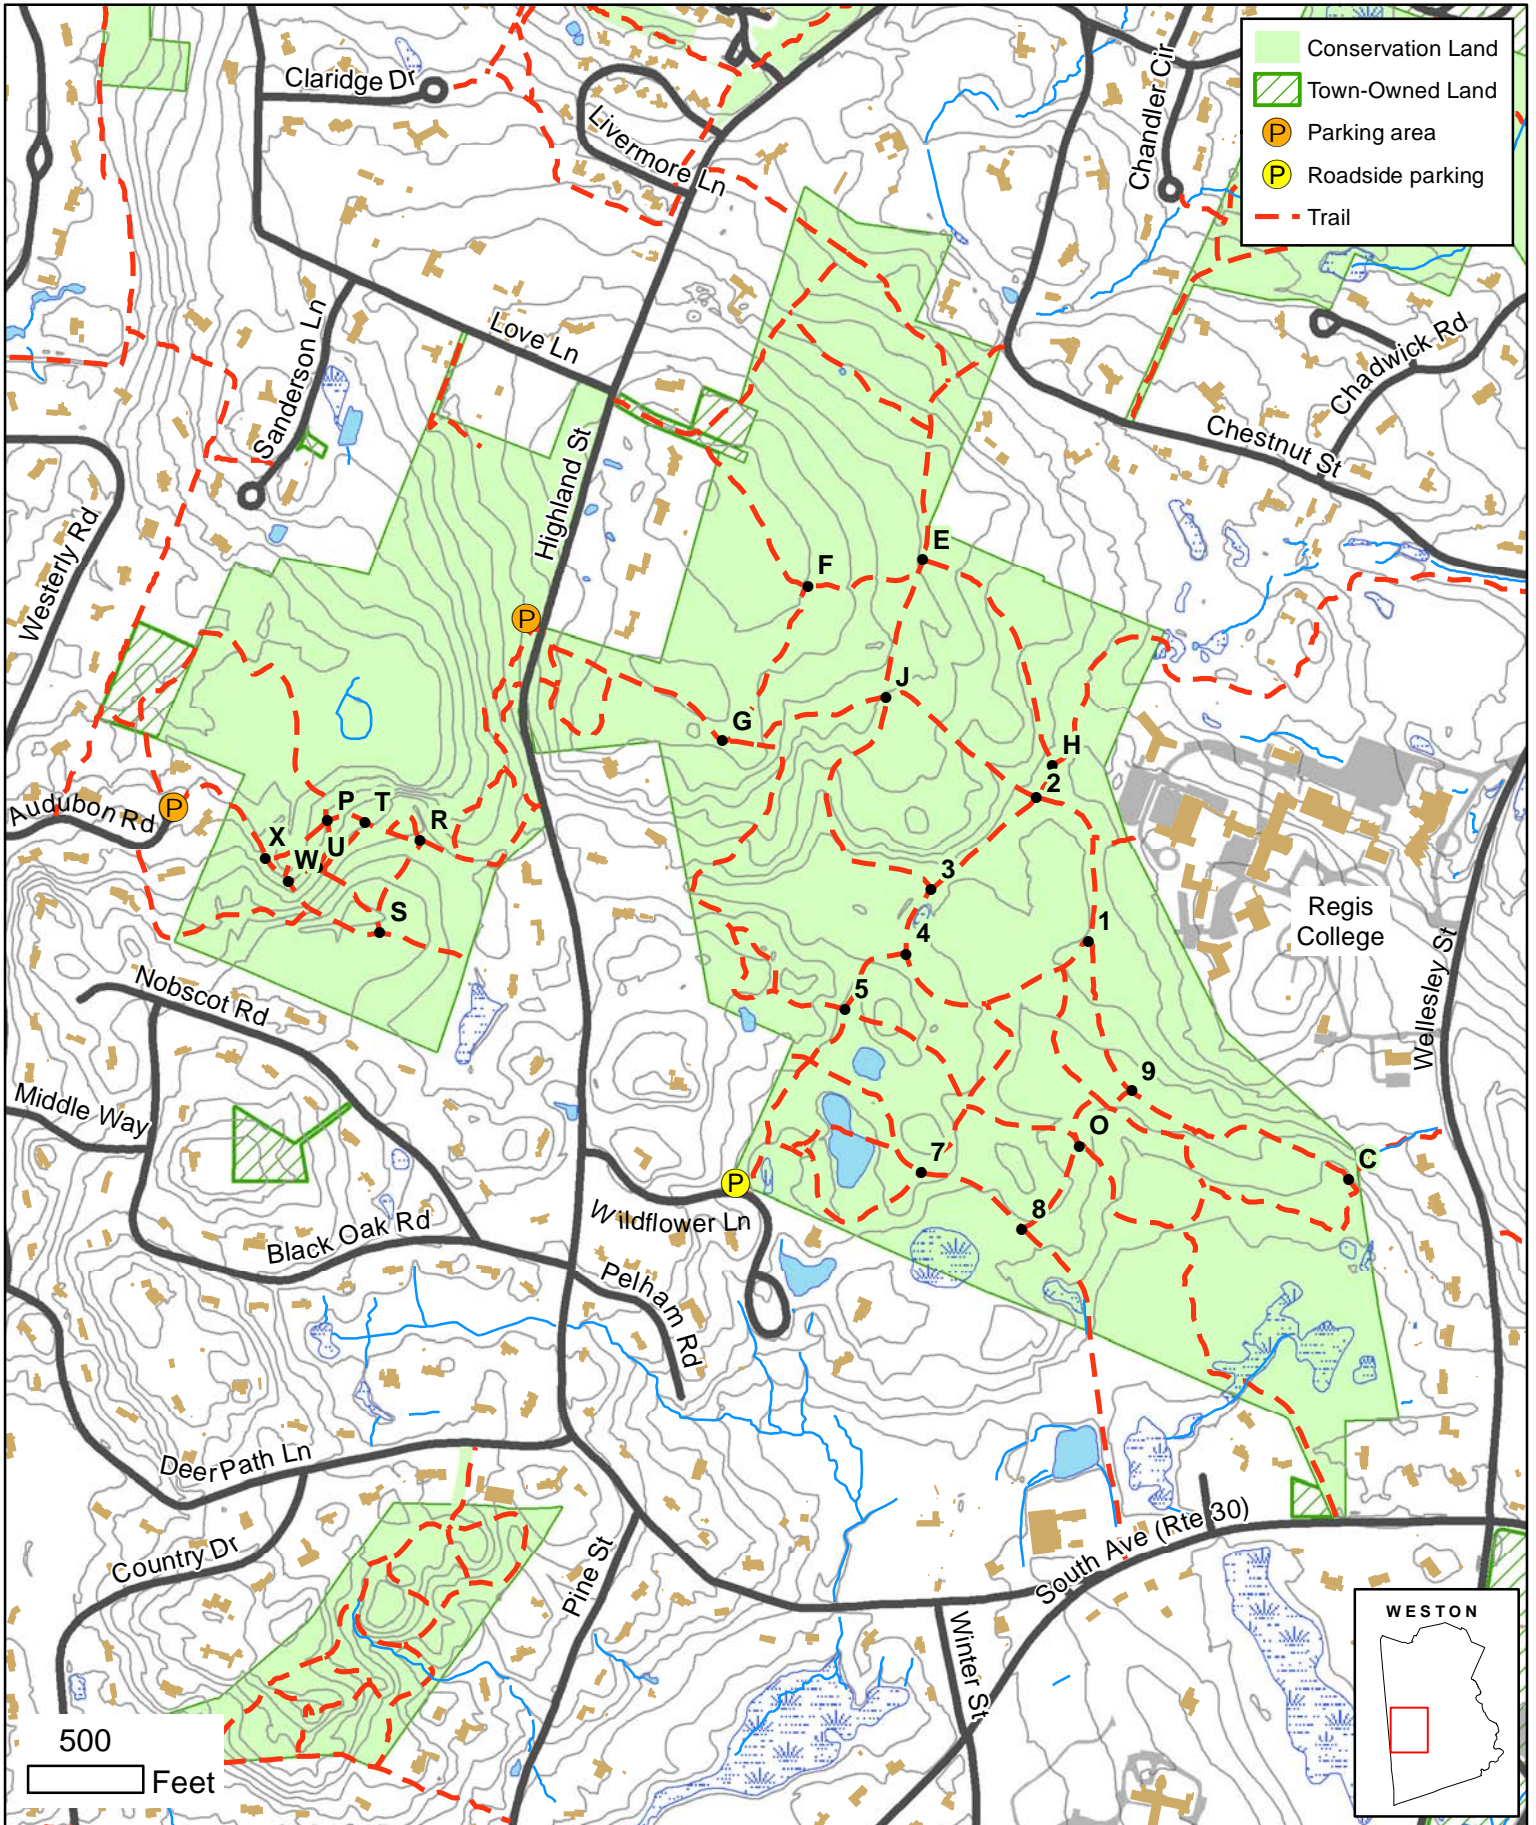 Conservation Land
Town-Owned Land
P Parking area
P Roadside parking
Trail
Claridge Dr
Livermore Ln
Chandler Cir
Love Ln
Sanderson Ln
Chadwick Rd
Chestnut St
Highland St
Westerly Rd
E
F
P
J
G
H
2
P
Audubon Rd
P
T
R
X
U
W
3
Regis
College
S
1
4
5
Wellesley St
Nobscot Rd
Middle Way
9
O
C
7
P
8
Wildflower Ln
Black Oak Rd
Pelham Rd
Deer Path Ln
South Ave (Rte 30)
Country Dr
Pine St
Winter St
WESTON
500
Feet